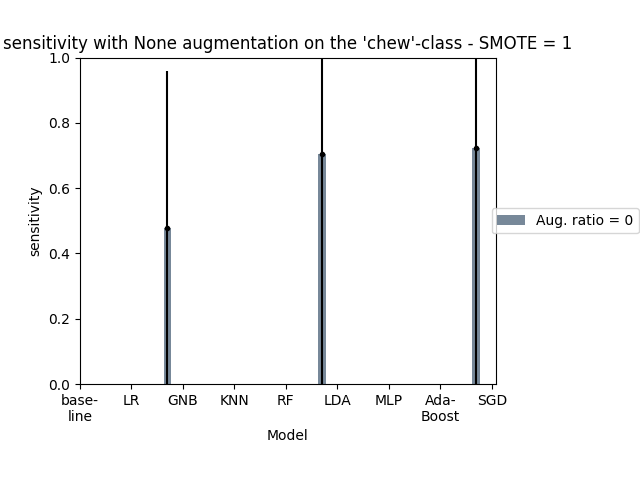 sensitivity with None augmentation on the 'chew'-class - SMOTE = 1
1.0
0.8
0.6
0.4
0.2
0.0
sensitivity
Aug. ratio = 0
base-
line
LR
GNB
KNN
RF
LDA
MLP
Ada-
Boost
SGD
Model